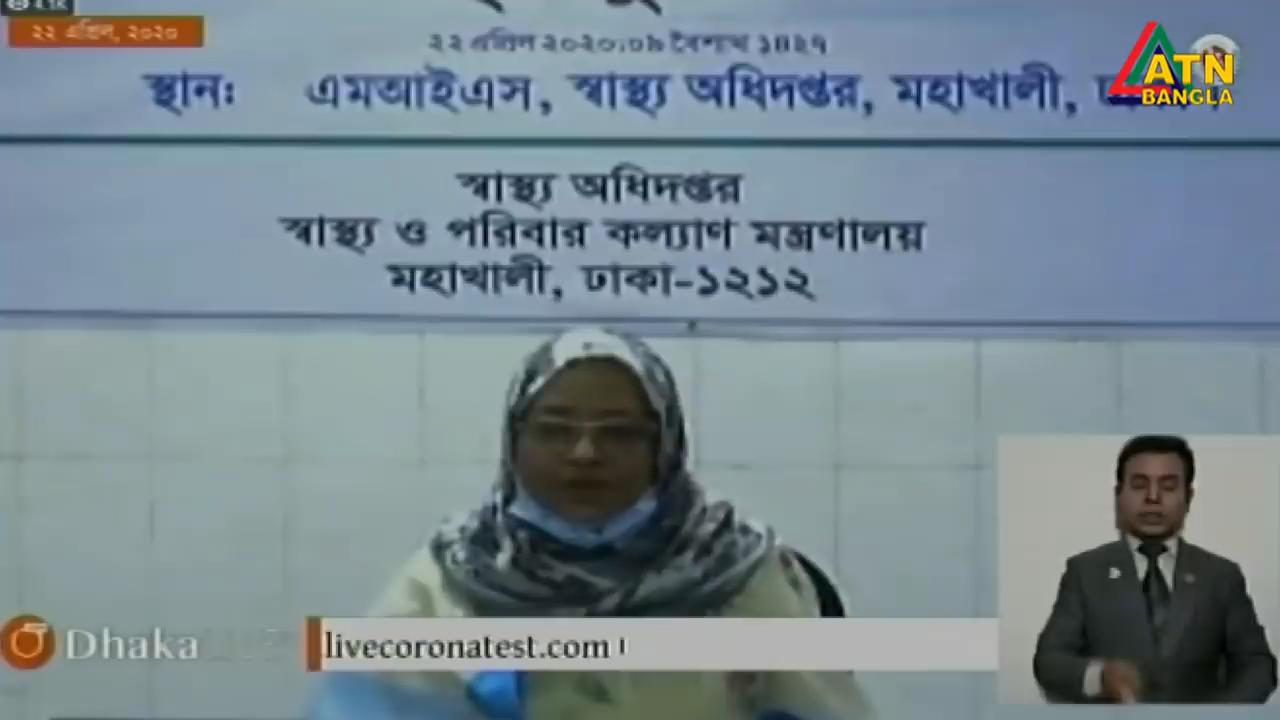 ২২ এপ্রিল, ২০২০
২২ এপ্রিল ২০২০:০৯ বৈশাখ ১৪২৭
স্থান: এমআইএস, স্বাস্থ্য অধিদপ্তর, মহাখালী,
ATN
BANGLA
স্বাস্থ্য অধিদপ্তর
স্বাস্থ্য ও পরিবার কল্যাণ মন্ত্রণালয়
মহাখালী, ঢাকা-১২১২
Dhaka
livecoronatest.com।